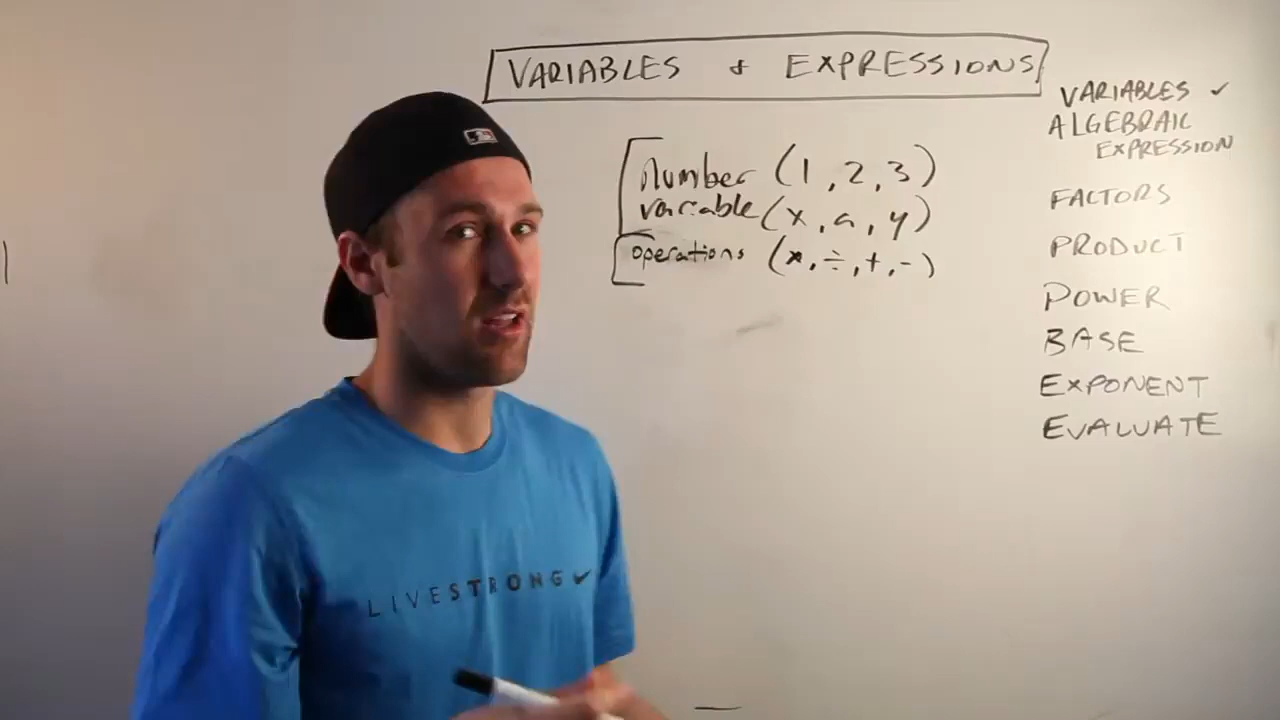 VARIABLES + EXPRESSIONS
number (1, 2, 3)
variable (x, a, y)
operations (×, ÷, +, -)
VARIABLES ✓
ALGEBRAIC
EXPRESSION
FACTORS
PRODUCT
POWER
BASE
EXPONENT
EVALUATE
LIVESTRONG